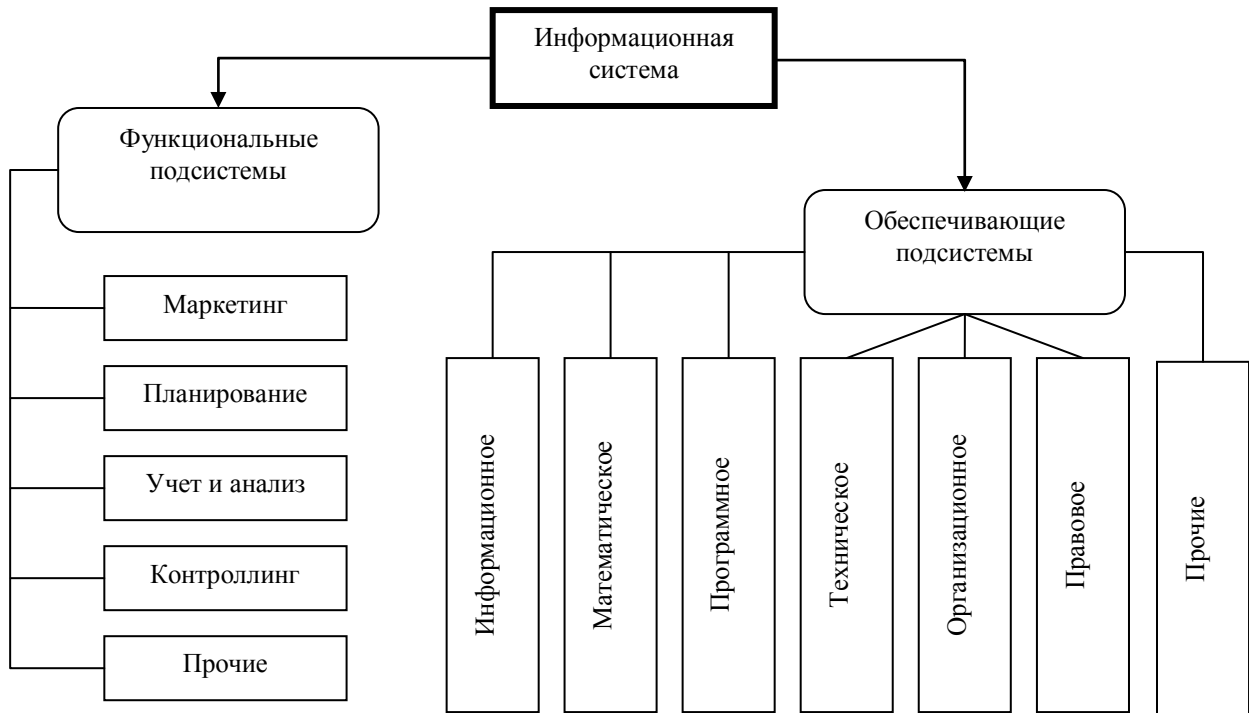 Информационная
система
Функциональные
подсистемы
Обеспечивающие
подсистемы
Маркетинг
Планирование
Учет и анализ
Контроллинг
Прочие
Информационное
Математическое
Программное
Техническое
Организационное
Правовое
Прочие